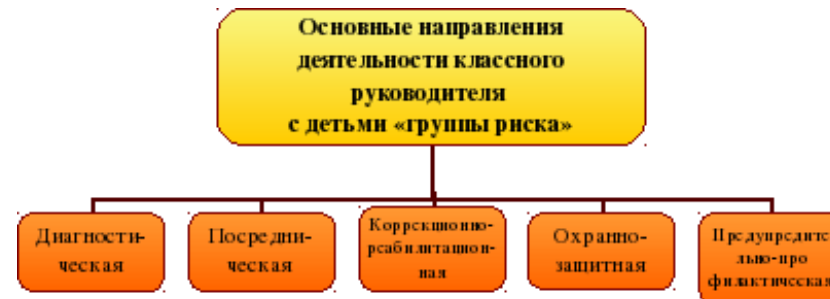 Основные направления
деятельности классного
руководителя
с детьми «группы риска»
Диагности-
ческая
Посредни-
ческая
Коррекционно-
реабилитацион-
ная
Охранно-
защитная
Предупредите
льно-про
филактическая